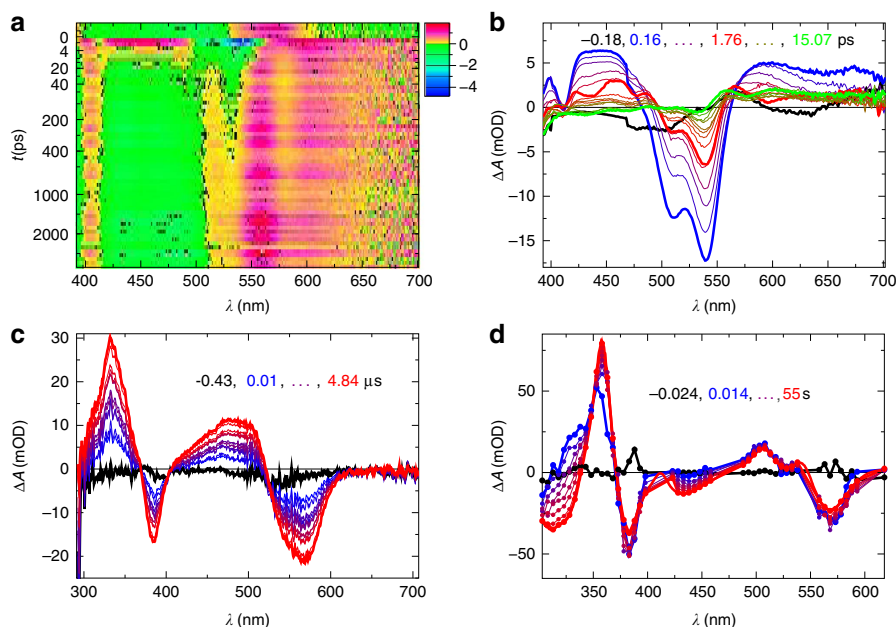 a
0
4
20
40
200
400
1000
2000
t(ps)
400 450 500 550 600 650 700
λ (nm)
2
0
−2
−4
b
−0.18, 0.16, . . . , 1.76, . . . , 15.07 ps
5
0
−5
−10
−15
ΔA (mOD)
400 450 500 550 600 650 700
λ (nm)
c
-0.43, 0.01, . . . , 4.84 μs
30
20
10
0
−10
−20
ΔA (mOD)
300 400 500 600 700
λ (nm)
d
−0.024, 0.014, . . . , 55 s
50
0
−50
ΔA (mOD)
350 400 450 500 550 600
λ (nm)